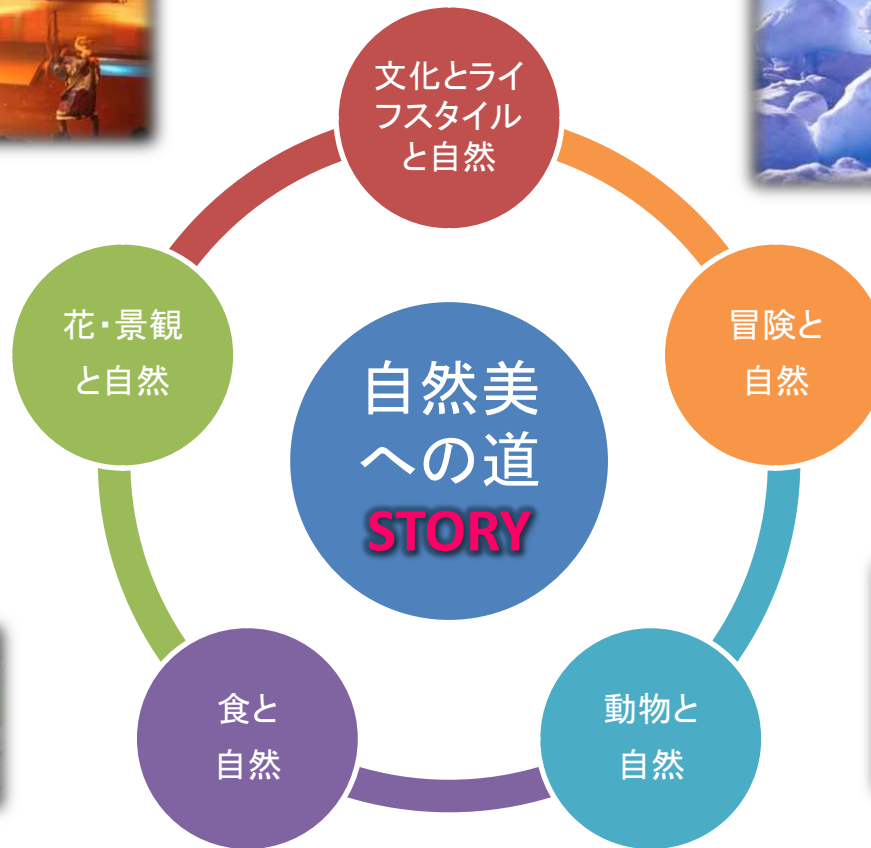 文化とライ
フスタイル
と自然
冒険と
自然
動物と
自然
食と
自然
花・景観
と自然
自然美
への道
STORY